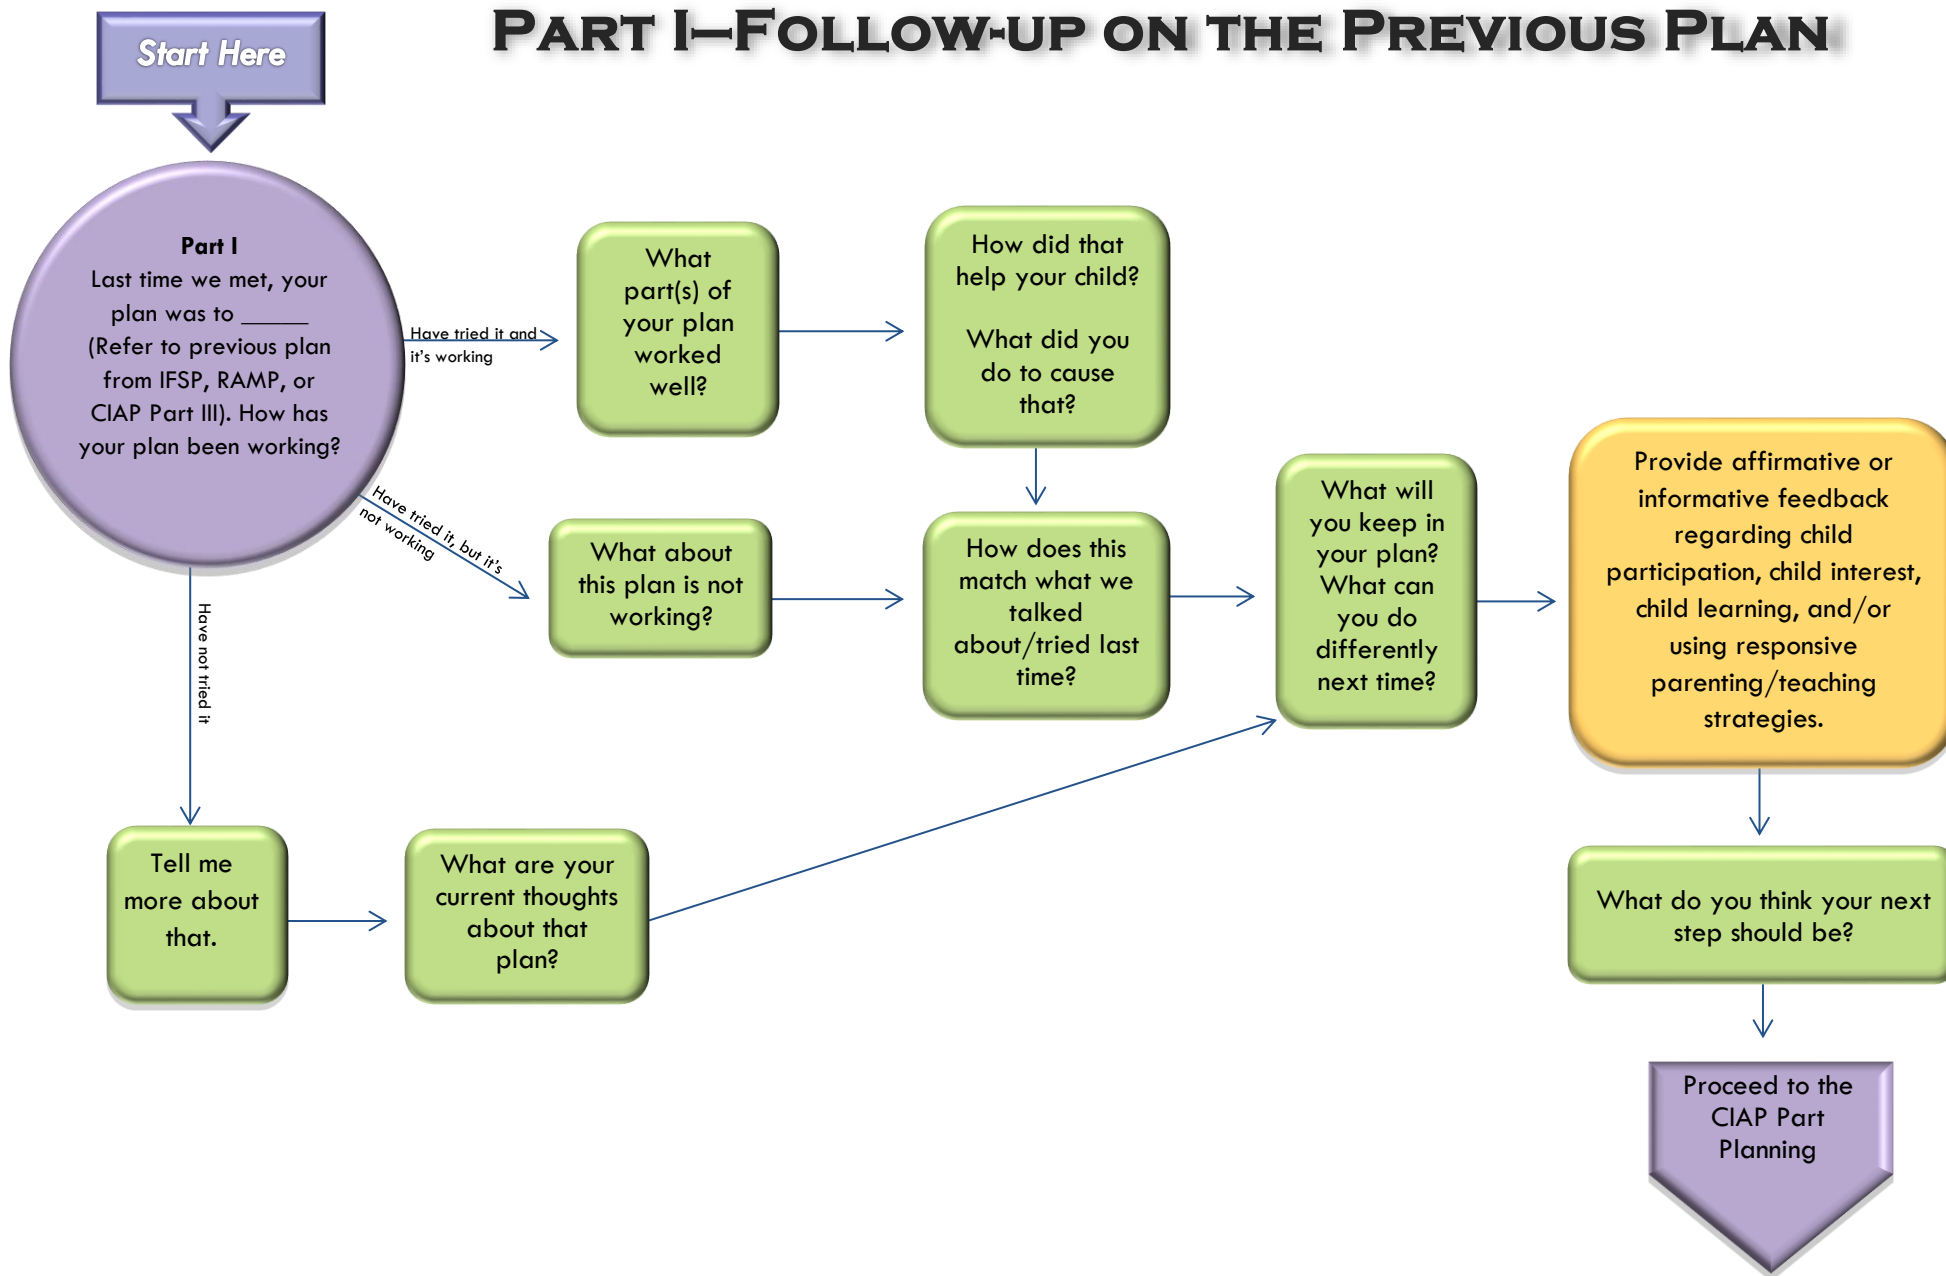 PART I—FOLLOW-UP ON THE PREVIOUS PLAN
Start Here
Part I
Last time we met, your
plan was to _____
(Refer to previous plan
from IFSP, RAMP, or
CIAP Part III). How has
your plan been working?
Have tried it and
it's working
What
part(s) of
your plan
worked
well?
How did that
help your child?
What did you
do to cause
that?
Have tried it, but it's
not working
What about
this plan is not
working?
How does this
match what we
talked
about/tried last
time?
What will
you keep in
your plan?
What can
you do
differently
next time?
Provide affirmative or
informative feedback
regarding child
participation, child interest,
child learning, and/or
using responsive
parenting/teaching
strategies.
Have not tried it
Tell me
more about
that.
What are your
current thoughts
about that
plan?
What do you think your next
step should be?
Proceed to the
CIAP Part
Planning